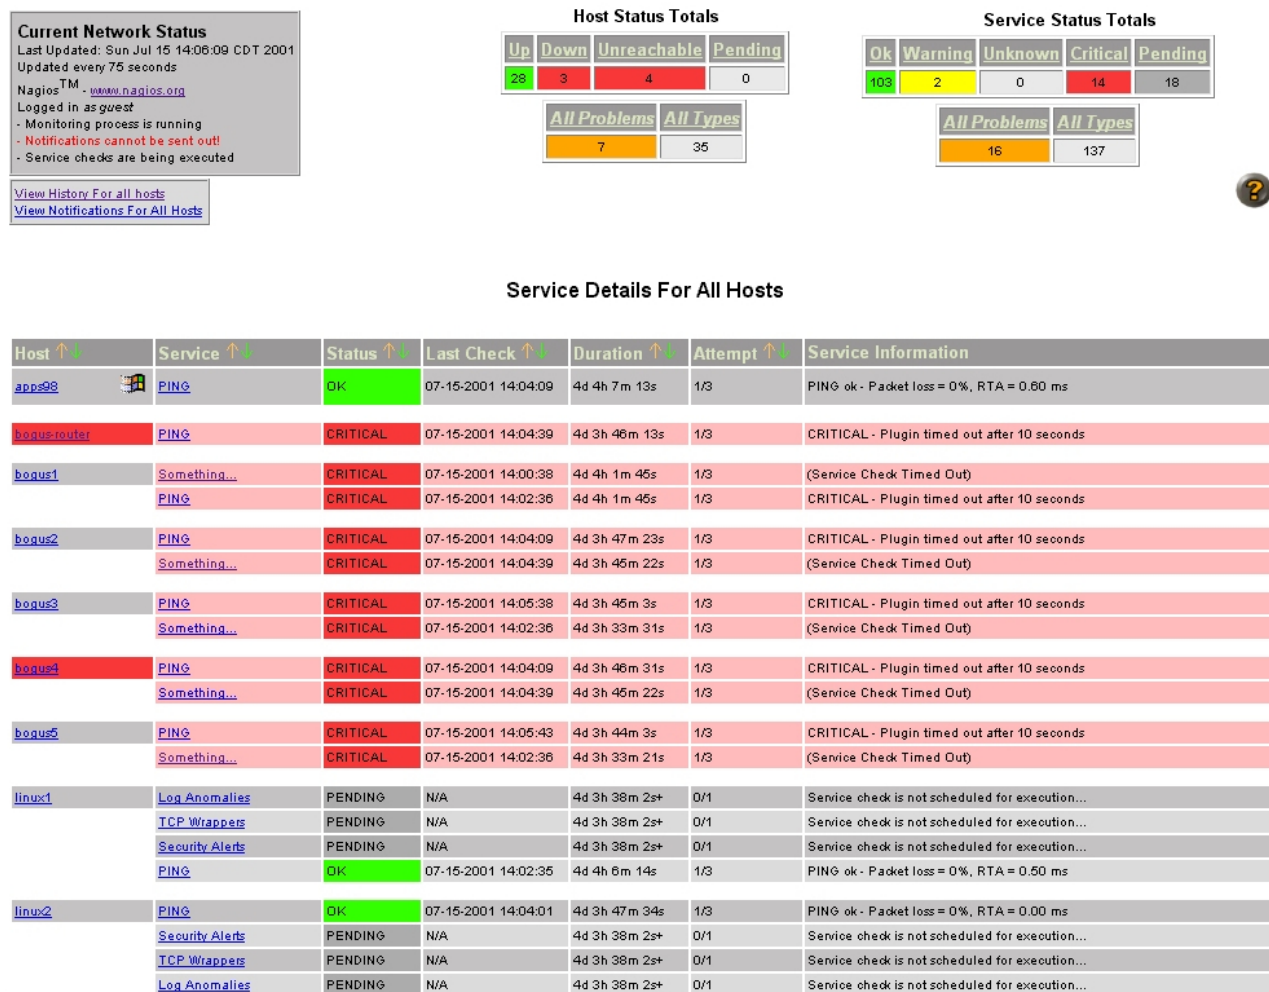 Current Network Status
Last Updated: Sun Jul 15 14:06:09 CDT 2001
Updated every 75 seconds
Nagios™ - www.nagios.org
Logged in as guest
- Monitoring process is running
- Notifications cannot be sent out!
- Service checks are being executed
View History For all hosts
View Notifications For All Hosts
Host Status Totals
Up Down Unreachable Pending
28 3 4 0
All Problems All Types
7 35
Service Status Totals
Ok Warning Unknown Critical Pending
103 2 0 14 18
All Problems All Types
16 137
?
Service Details For All Hosts
Host Service Status Last Check Duration Attempt Service Information
apps98 PING OK 07-15-2001 14:04:09 4d 4h 7m 13s 1/3 PING ok - Packet loss = 0%, RTA = 0.60 ms
bogus-router PING CRITICAL 07-15-2001 14:04:39 4d 3h 46m 13s 1/3 CRITICAL - Plugin timed out after 10 seconds
bogus1 Something... CRITICAL 07-15-2001 14:00:38 4d 4h 1m 45s 1/3 (Service Check Timed Out)
PING CRITICAL 07-15-2001 14:02:36 4d 4h 1m 45s 1/3 CRITICAL - Plugin timed out after 10 seconds
bogus2 PING CRITICAL 07-15-2001 14:04:09 4d 3h 47m 23s 1/3 CRITICAL - Plugin timed out after 10 seconds
Something... CRITICAL 07-15-2001 14:04:39 4d 3h 45m 22s 1/3 (Service Check Timed Out)
bogus3 PING CRITICAL 07-15-2001 14:05:38 4d 3h 45m 3s 1/3 CRITICAL - Plugin timed out after 10 seconds
Something... CRITICAL 07-15-2001 14:02:36 4d 3h 33m 31s 1/3 (Service Check Timed Out)
bogus4 PING CRITICAL 07-15-2001 14:04:09 4d 3h 46m 31s 1/3 CRITICAL - Plugin timed out after 10 seconds
Something... CRITICAL 07-15-2001 14:04:39 4d 3h 45m 22s 1/3 (Service Check Timed Out)
bogus5 PING CRITICAL 07-15-2001 14:05:43 4d 3h 44m 3s 1/3 CRITICAL - Plugin timed out after 10 seconds
Something... CRITICAL 07-15-2001 14:02:36 4d 3h 33m 21s 1/3 (Service Check Timed Out)
linux1 Log Anomalies PENDING N/A 4d 3h 38m 2s+ 0/1 Service check is not scheduled for execution...
TCP Wrappers PENDING N/A 4d 3h 38m 2s+ 0/1 Service check is not scheduled for execution...
Security Alerts PENDING N/A 4d 3h 38m 2s+ 0/1 Service check is not scheduled for execution...
PING OK 07-15-2001 14:02:35 4d 4h 6m 14s 1/3 PING ok - Packet loss = 0%, RTA = 0.50 ms
linux2 PING OK 07-15-2001 14:04:01 4d 3h 47m 34s 1/3 PING ok - Packet loss = 0%, RTA = 0.00 ms
Security Alerts PENDING N/A 4d 3h 38m 2s+ 0/1 Service check is not scheduled for execution...
TCP Wrappers PENDING N/A 4d 3h 38m 2s+ 0/1 Service check is not scheduled for execution...
Log Anomalies PENDING N/A 4d 3h 38m 2s+ 0/1 Service check is not scheduled for execution...